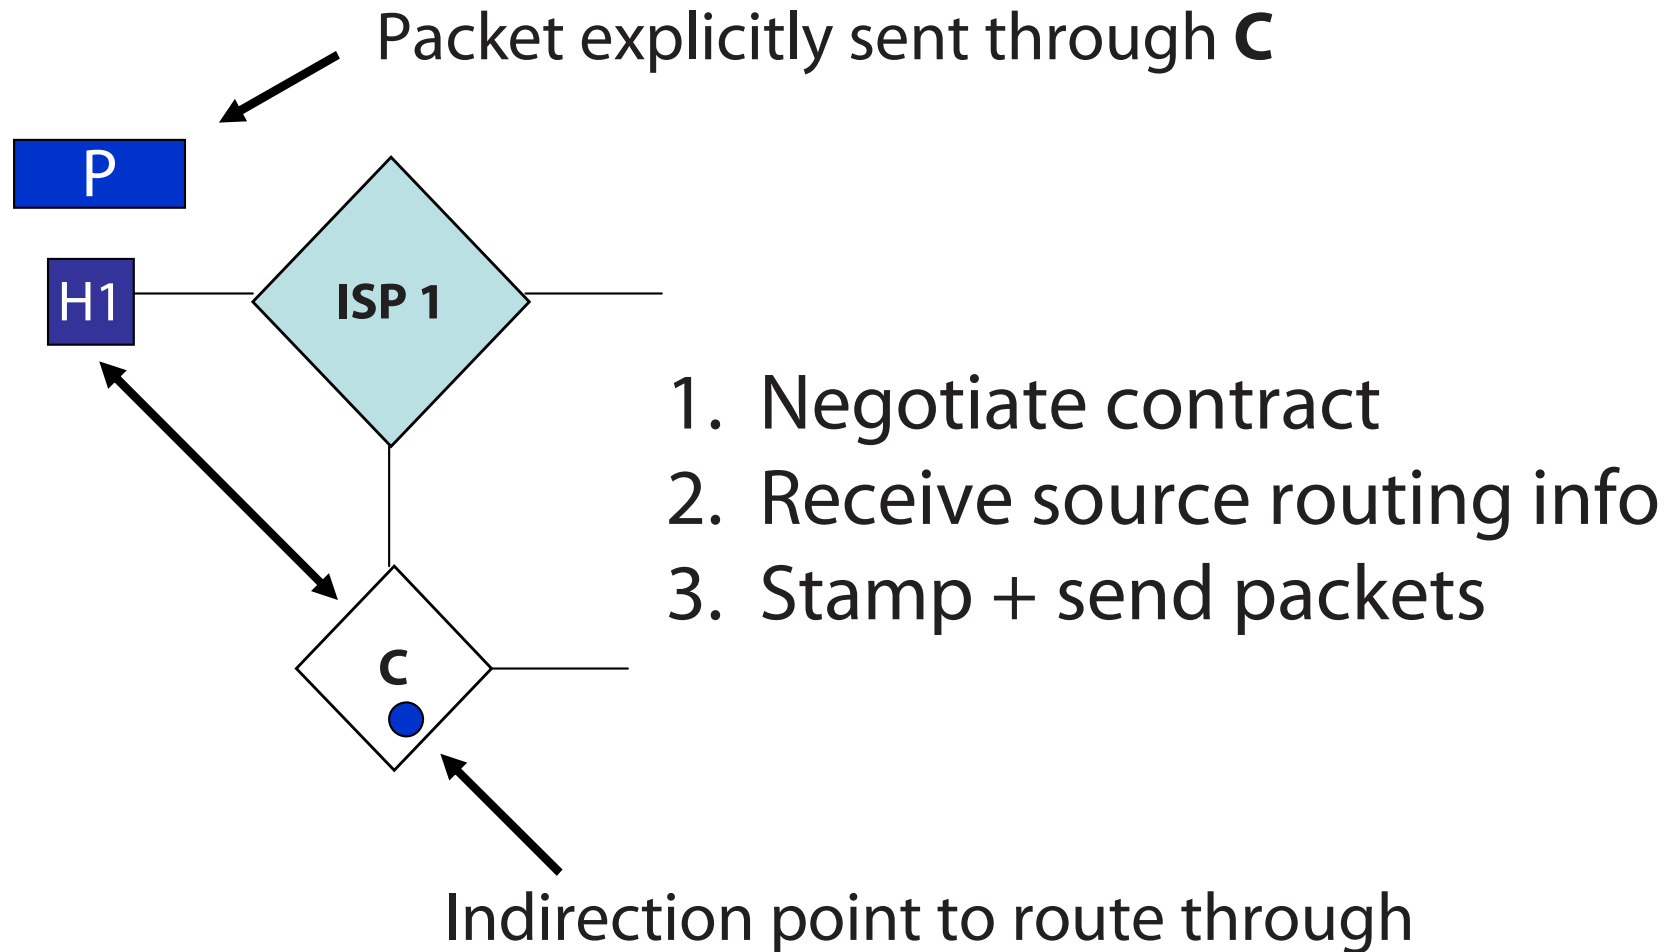 Packet explicitly sent through C
P
H1
ISP 1
1. Negotiate contract
2. Receive source routing info
3. Stamp + send packets
C
Indirection point to route through